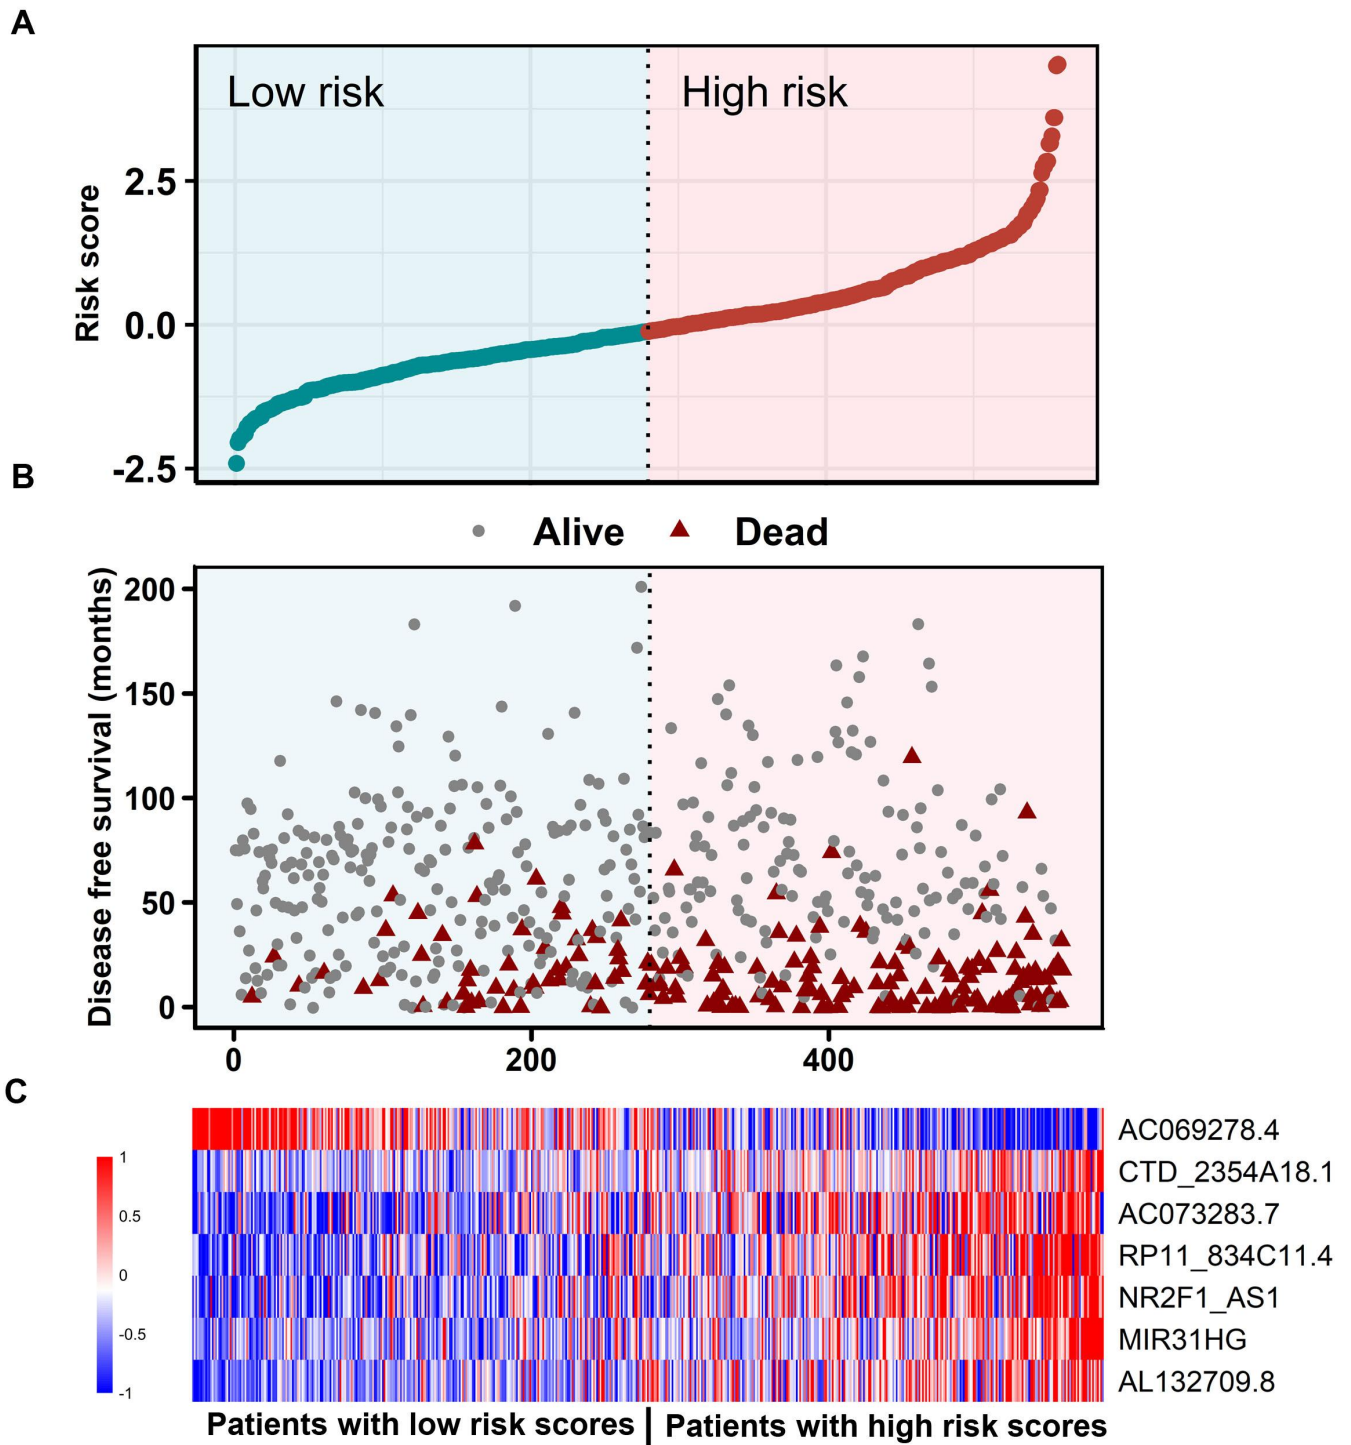 A
Low risk
High risk
Risk score
2.5
0.0
-2.5
B
Alive
Dead
Disease free survival (months)
200
150
100
50
0
0
200
400
C
1
0.5
0
-0.5
-1
AC069278.4
CTD_2354A18.1
AC073283.7
RP11_834C11.4
NR2F1_AS1
MIR31HG
AL132709.8
Patients with low risk scores
Patients with high risk scores